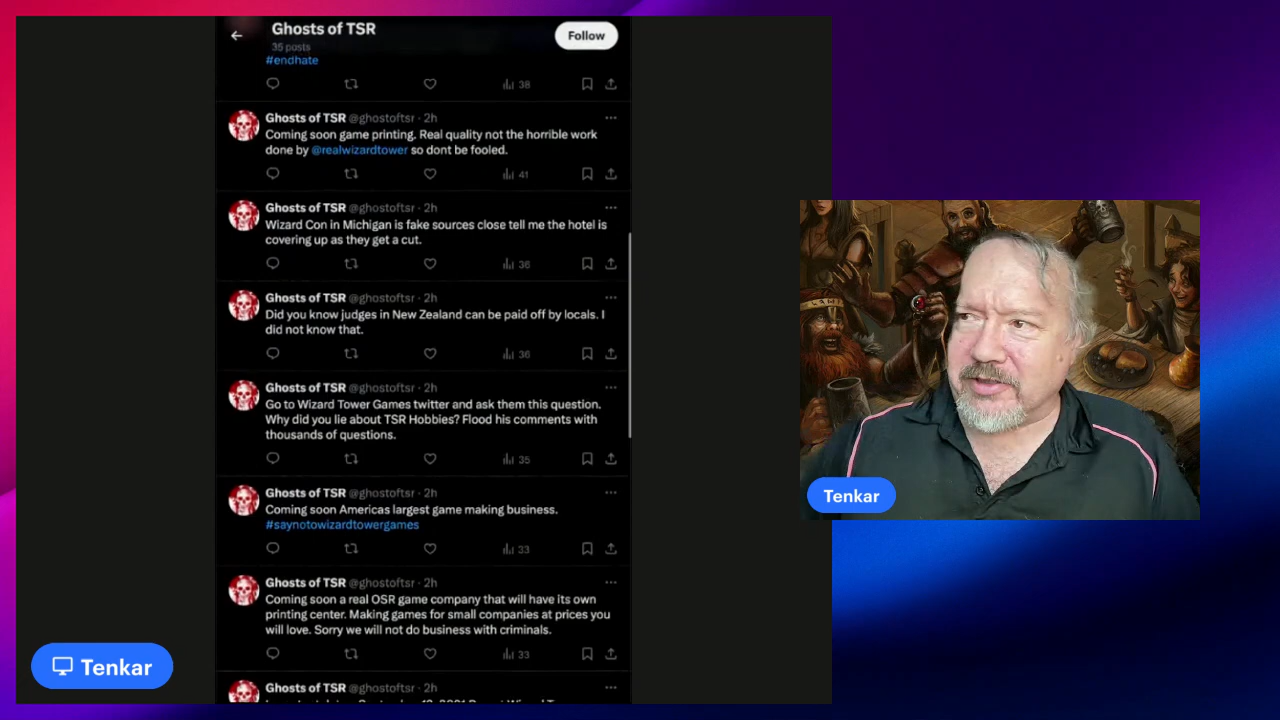 Ghosts of TSR
35 posts
Follow
#endhate
38
Ghosts of TSR @ghostoftsr · 2h
Coming soon game printing. Real quality not the horrible work
done by @realwizardtower so dont be fooled.
41
Ghosts of TSR @ghostoftsr · 2h
Wizard Con in Michigan is fake sources close tell me the hotel is
covering up as they get a cut.
36
Ghosts of TSR @ghostoftsr · 2h
Did you know judges in New Zealand can be paid off by locals. I
did not know that.
36
Ghosts of TSR @ghostoftsr · 2h
Go to Wizard Tower Games twitter and ask them this question.
Why did you lie about TSR Hobbies? Flood his comments with
thousands of questions.
35
Ghosts of TSR @ghostoftsr · 2h
Coming soon Americas largest game making business.
#saynotowizardtowergames
33
Ghosts of TSR @ghostoftsr · 2h
Coming soon a real OSR game company that will have its own
printing center. Making games for small companies at prices you
will love. Sorry we will not do business with criminals.
33
Ghosts of TSR @ghostoftsr · 2h
Tenkar
Tenkar